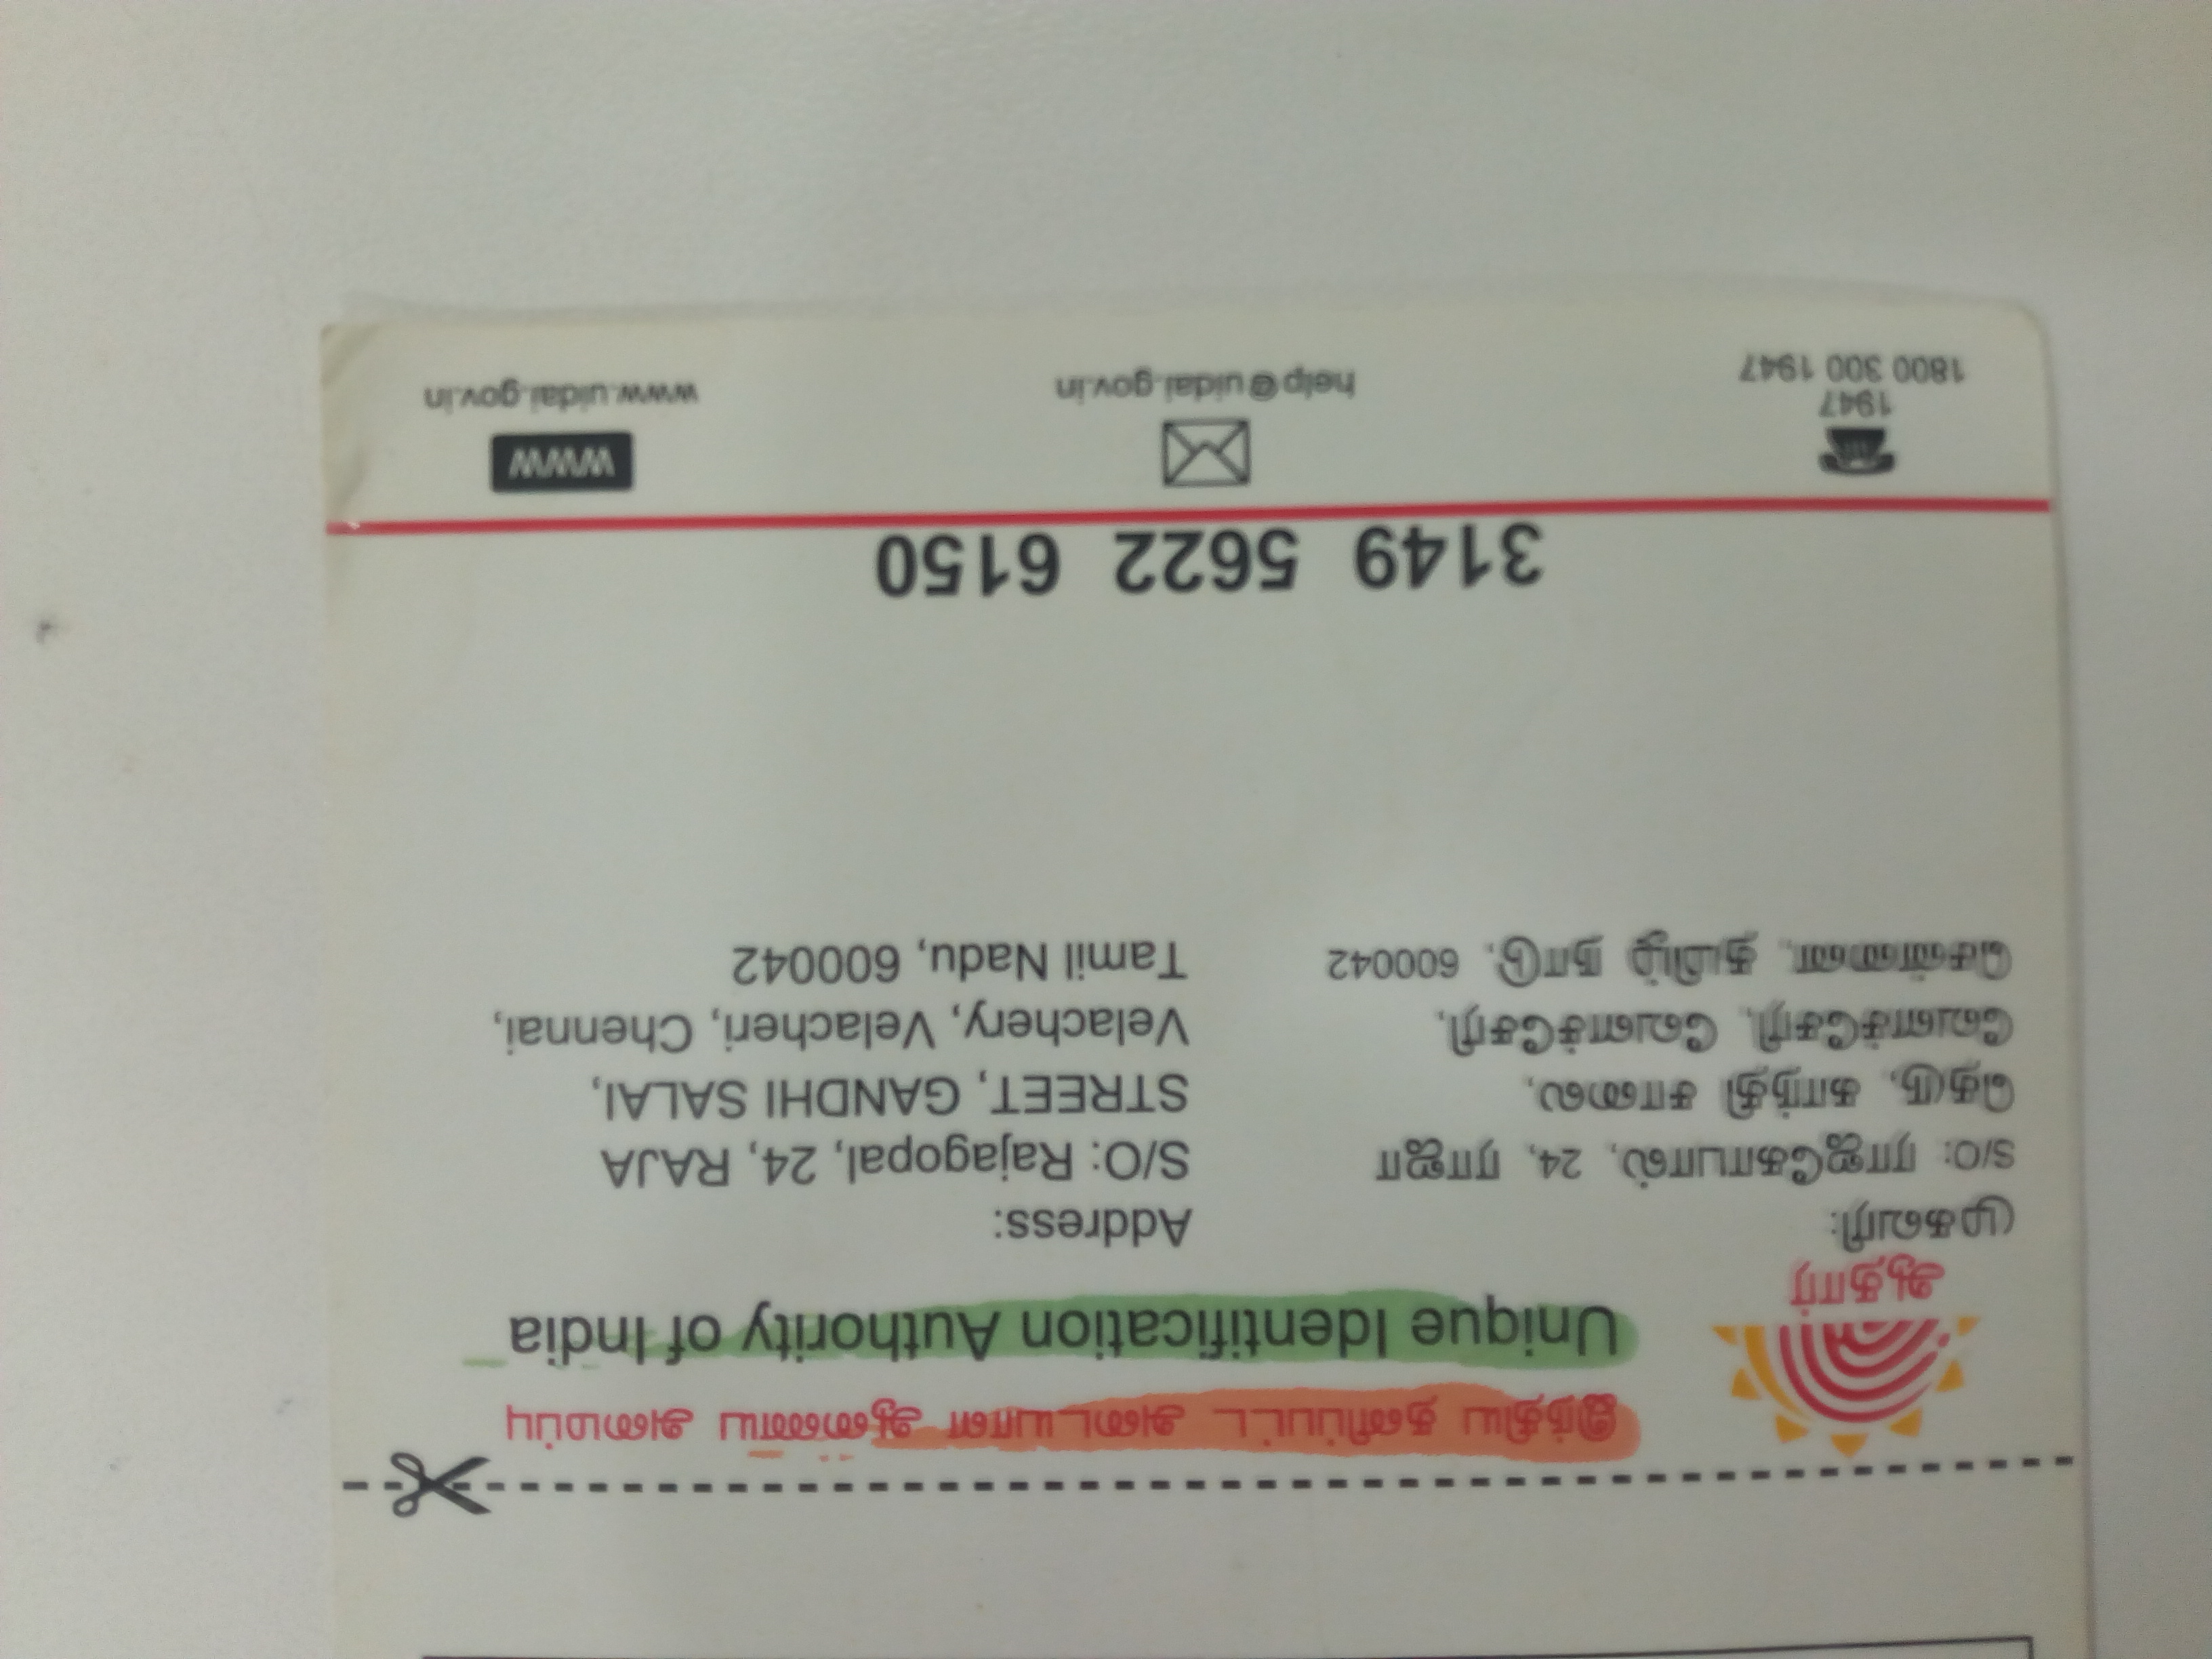 இந்திய தனிப்பட்ட அடையாள ஆணைய அமைப்பு
Unique Identification Authority of India
ஆதார்
முகவரி:
S/O: ராஜகோபால், 24, ராஜா
தெரு, காந்தி சாலை,
வேளச்சேரி, வேளச்சேரி,
சென்னை, தமிழ் நாடு, 600042
Address:
S/O: Rajagopal, 24, RAJA
STREET, GANDHI SALAI,
Velachery, Velacheri, Chennai,
Tamil Nadu, 600042
3149 5622 6150
1947
1800 300 1947
help@uidai.gov.in
WWW
www.uidai.gov.in